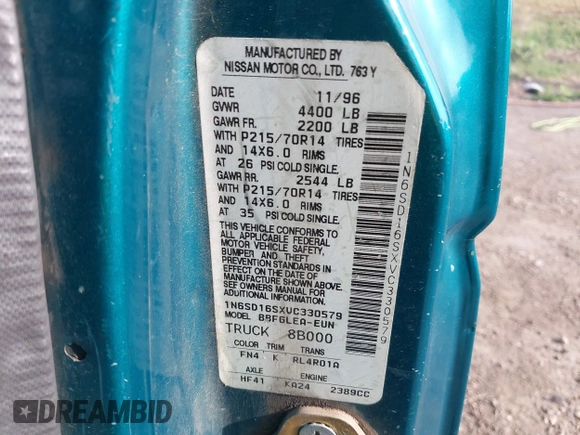 MANUFACTURED BY
NISSAN MOTOR CO., LTD. 763Y
DATE 11/96
GVWR 4400 LB
GAWR FR. 2200 LB
WITH P215/70R14 TIRES
AND 14X6.0 RIMS
AT 26 PSI COLD SINGLE.
GAWR RR. 2544 LB
WITH P215/70R14 TIRES
AND 14X6.0 RIMS
AT 35 PSI COLD SINGLE.
THIS VEHICLE CONFORMS TO
ALL APPLICABLE FEDERAL
MOTOR VEHICLE SAFETY,
BUMPER AND THEFT
PREVENTION STANDARDS IN
EFFECT ON THE DATE OF
MANUFACTURE SHOWN ABOVE.
SEE OWNERS MANUAL FOR
ADDITIONAL INFORMATION.
1N6SD16SXVC330579
MODEL BBFGLEA-EUN
TRUCK 8B000
COLOR TRIM TRANS
FN4 K RL4R01A
AXLE ENGINE
HF41 KA24 2389CC
1N6SD16SXVC330579
AutoBidMaster